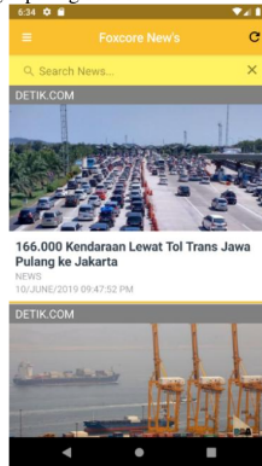 6:34
Foxcore New's
Search News...
DETIK.COM
166.000 Kendaraan Lewat Tol Trans Jawa
Pulang ke Jakarta
NEWS
10/JUNE/2019 09:47:52 PM
DETIK.COM